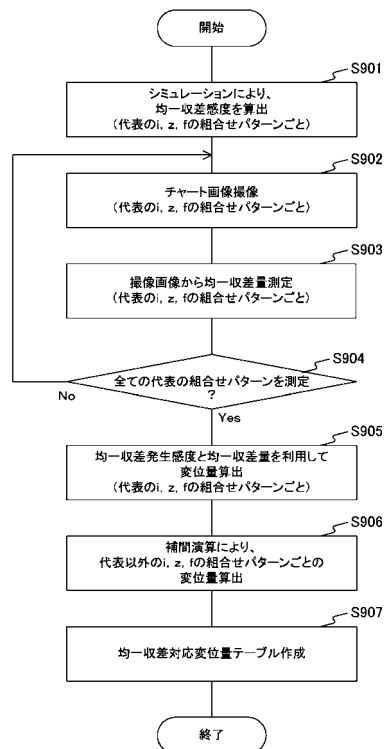 開始
S901
シミュレーションにより、
均一収差感度を算出
(代表のi, z, fの組合せパターンごと)
S902
チャート画像撮像
(代表のi, z, fの組合せパターンごと)
S903
撮像画像から均一収差量測定
(代表のi, z, fの組合せパターンごと)
S904
全ての代表の組合せパターンを測定
?
No
Yes
S905
均一収差発生感度と均一収差量を利用して
変位量算出
(代表のi, z, fの組合せパターンごと)
S906
補間演算により、
代表以外のi, z, fの組合せパターンごとの
変位量算出
S907
均一収差対応変位量テーブル作成
終了